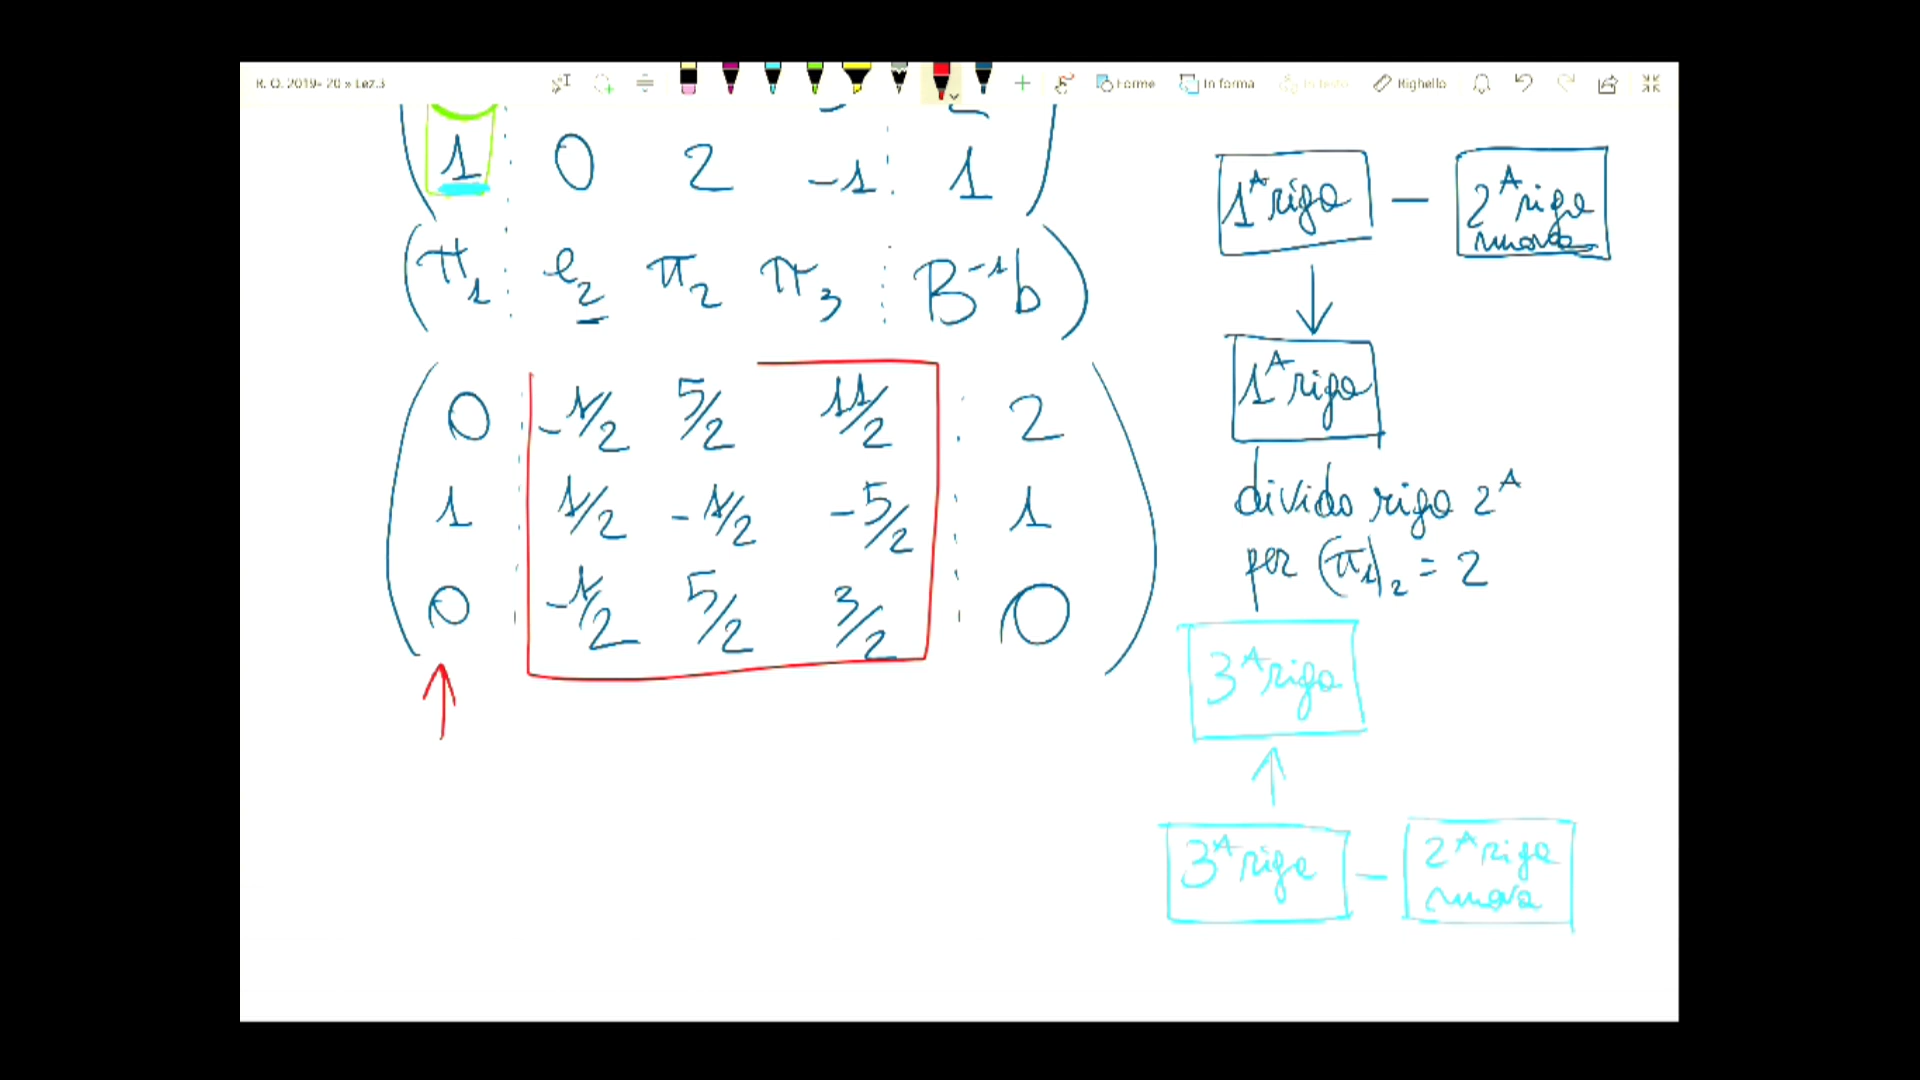 R. O. 2019-20 » Lez.3
Forme In forma In testo Righello
1 0 2 -1 1
(π₁ e₂ π₂ π₃ B⁻¹b)
0 -1/2 5/2 11/2 2
1 1/2 -1/2 -5/2 1
0 -1/2 5/2 3/2 0
1ᴬ riga — 2ᴬ riga nuova
↓
1ᴬ riga
divido riga 2ᴬ
per (π₁)₂ = 2
3ᴬ riga
↑
3ᴬ riga — 2ᴬ riga nuova